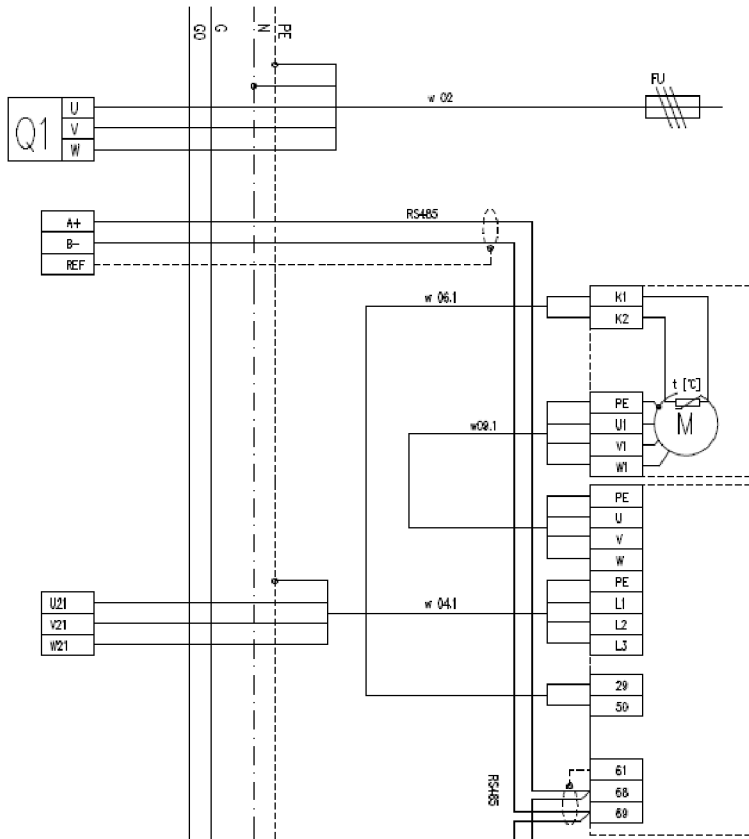 G0 G N PE
FU
w 02
Q1
U
V
W
RS485
A+
B-
REF
w 06.1
K1
K2
t [°C]
M
PE
U1
V1
W1
w09.1
PE
U
V
W
PE
L1
L2
L3
U21
V21
W21
w 04.1
29
50
61
68
69
RS485